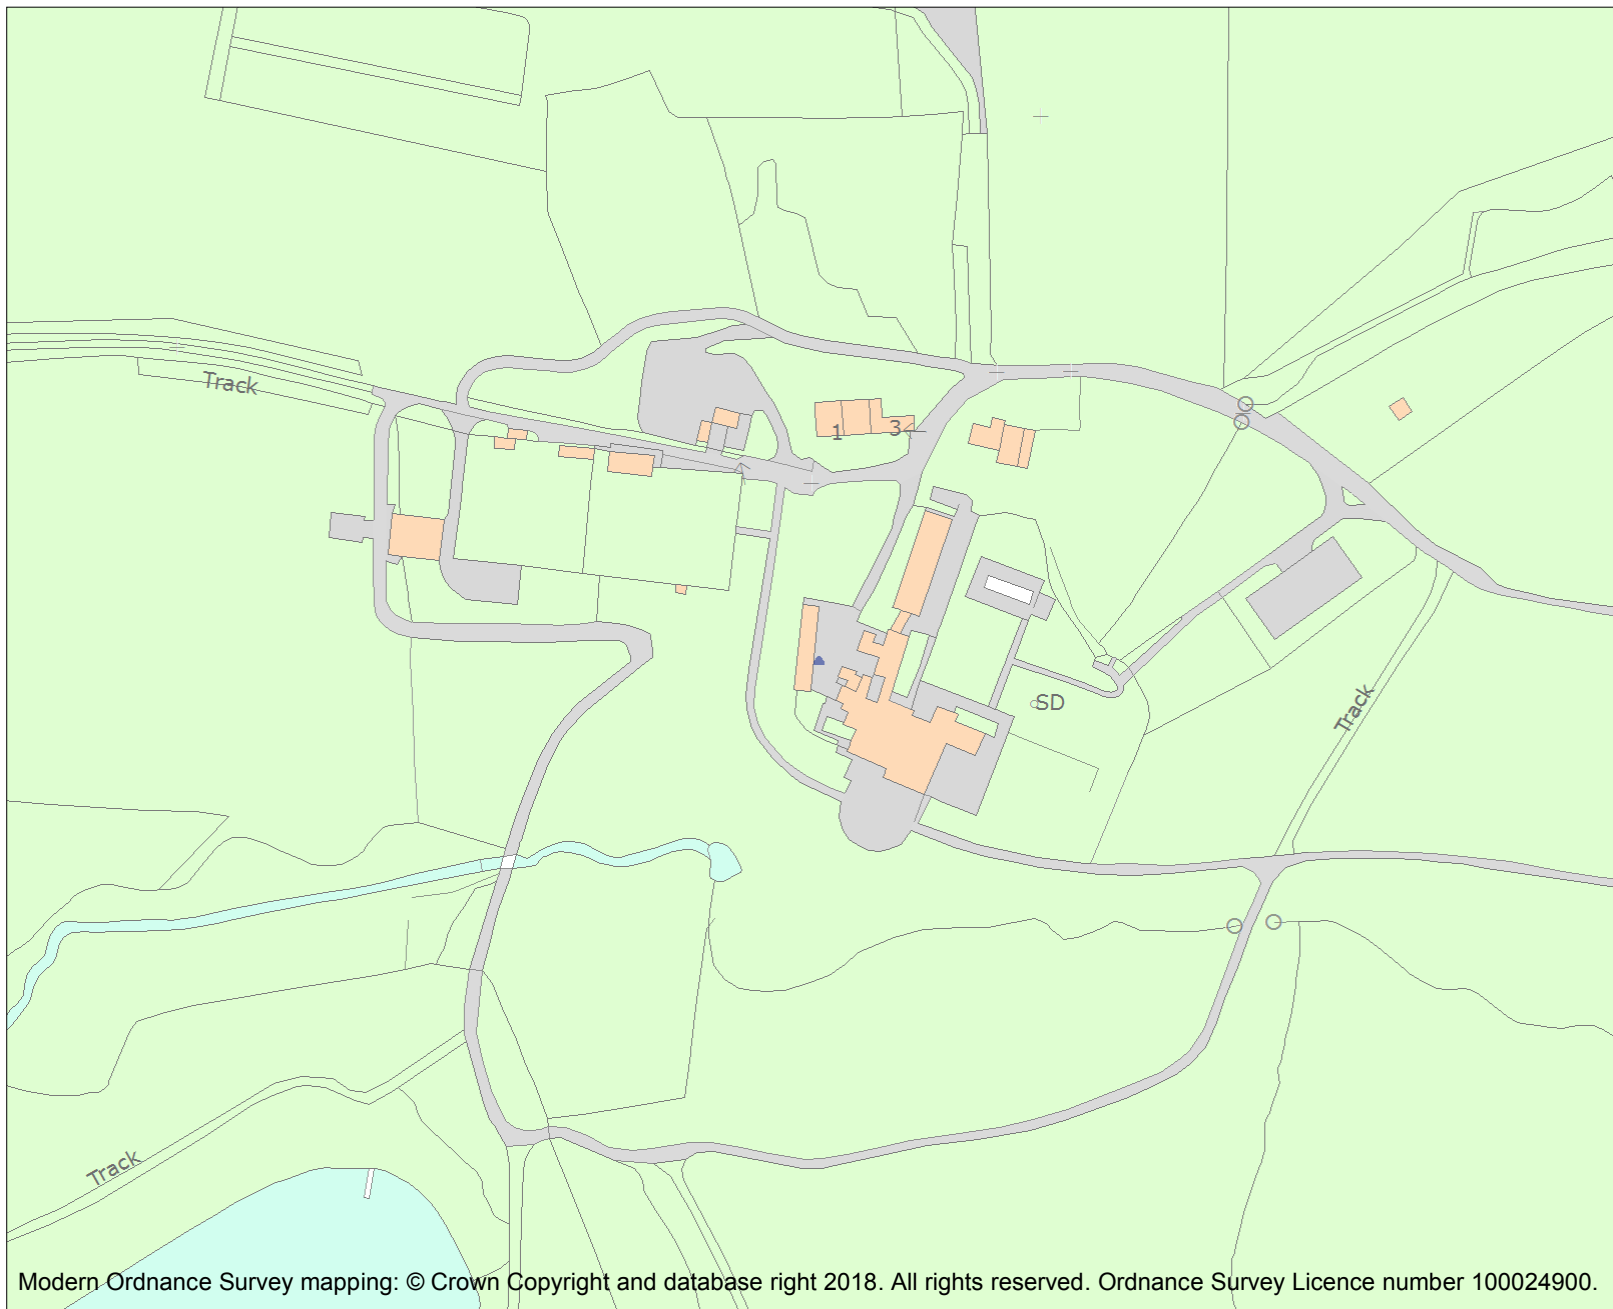 Track
1
3
SD
Track
Track
Modern Ordnance Survey mapping: © Crown Copyright and database right 2018. All rights reserved. Ordnance Survey Licence number 100024900.